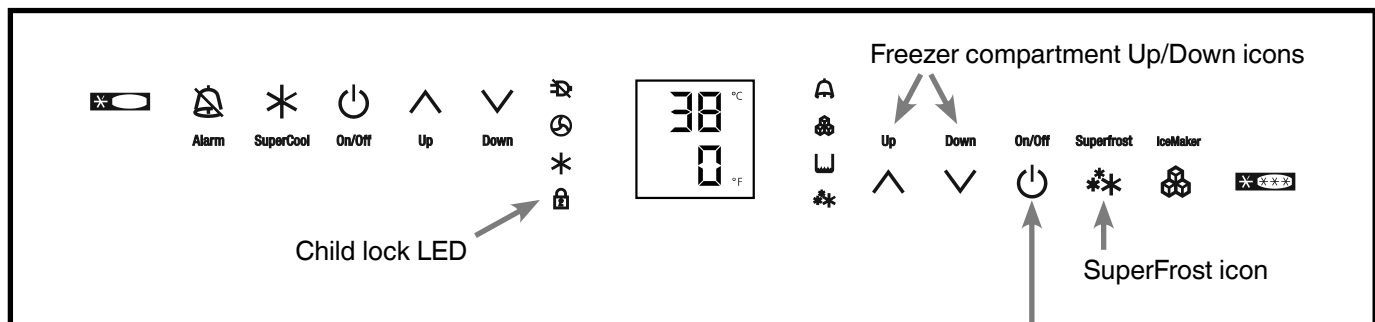 Freezer compartment Up/Down icons
38 °C
Alarm SuperCool On/Off Up Down
Up Down On/Off Superfrost IceMaker
0 °F
Child lock LED
SuperFrost icon